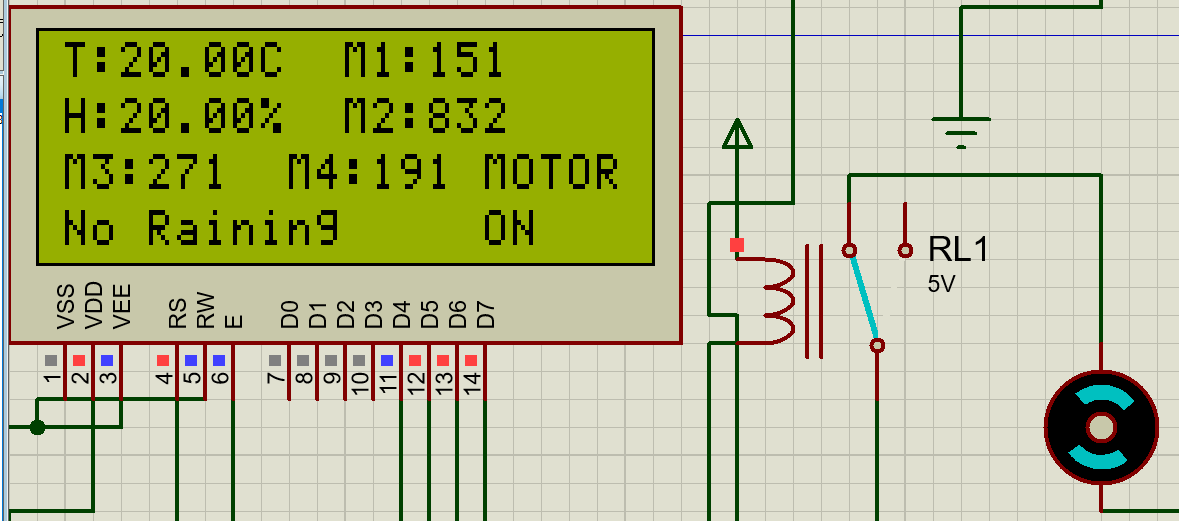 T:20.00C M1:151
H:20.00% M2:832
M3:271 M4:191 MOTOR
No Raining ON
VSS VDD VEE RS RW E D0 D1 D2 D3 D4 D5 D6 D7
1 2 3 4 5 6 7 8 9 10 11 12 13 14
RL1
5V